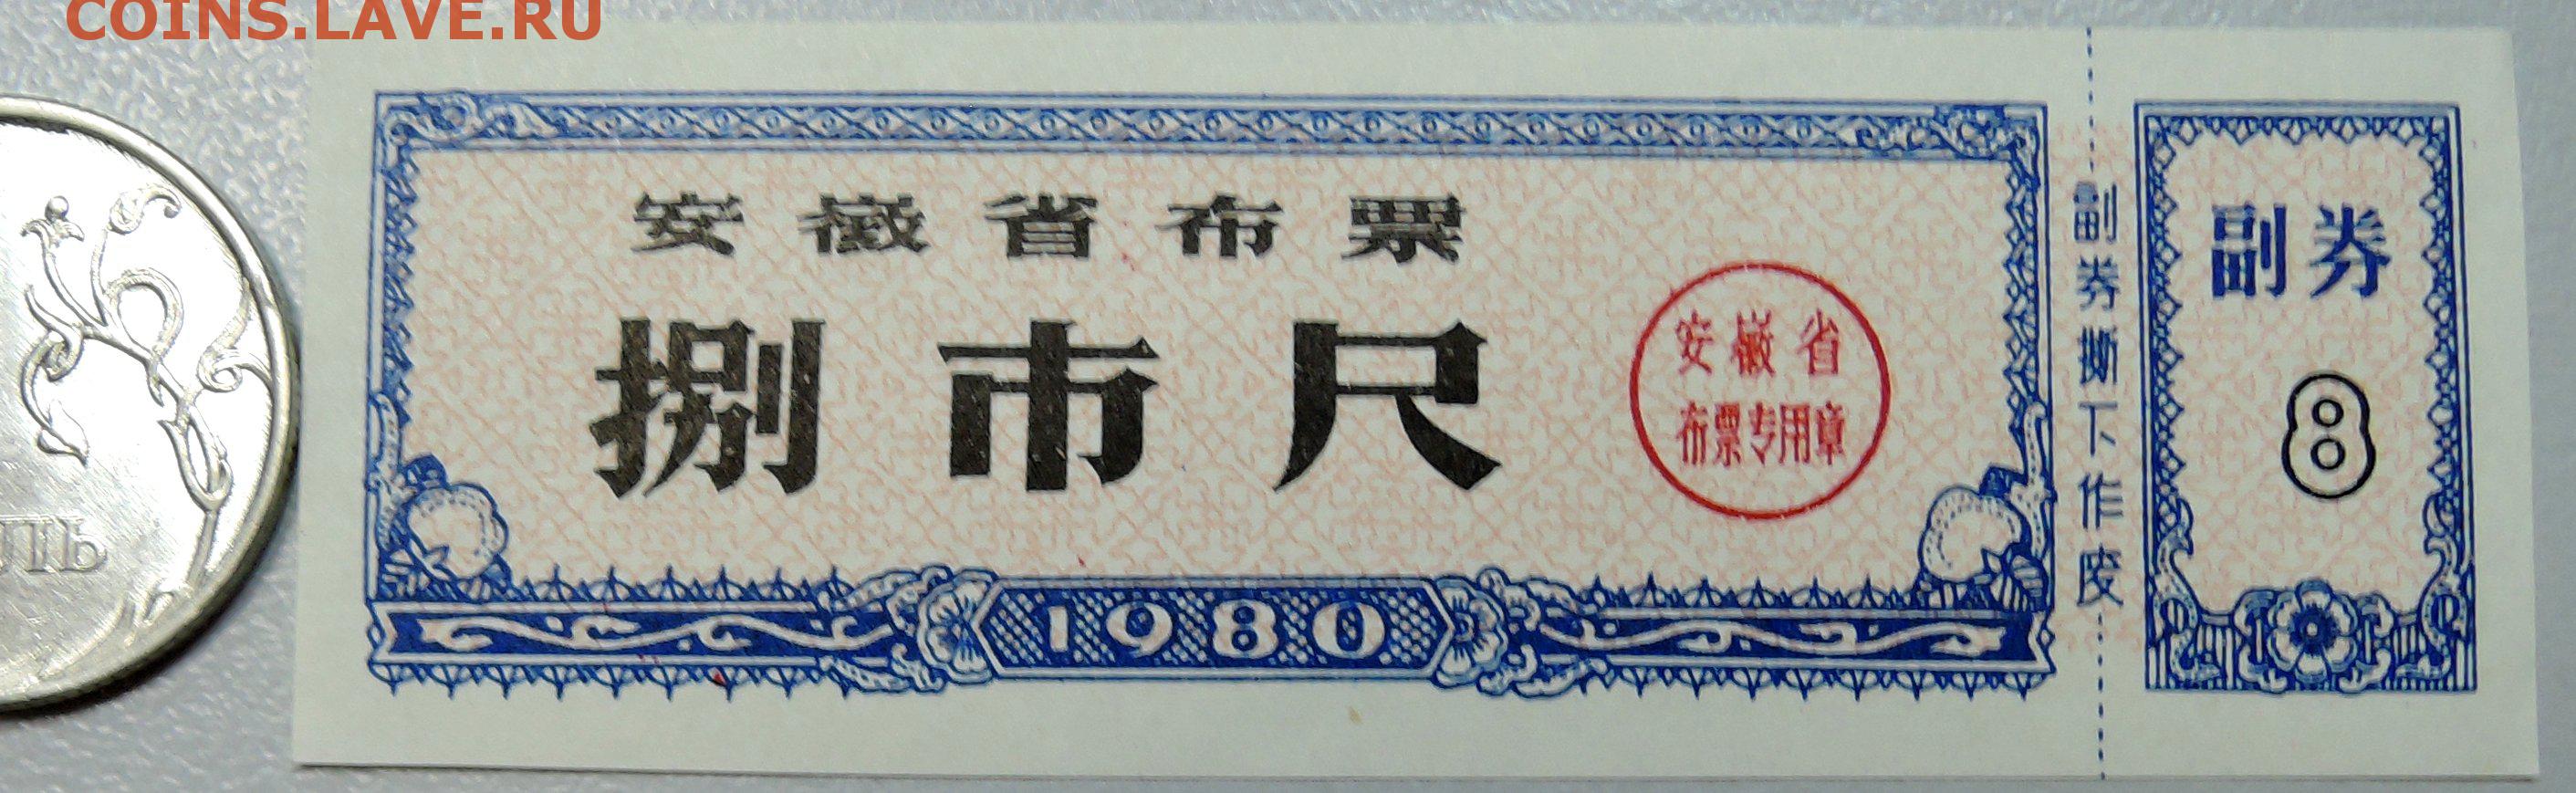 COINS.LAVE.RU
安徽省布票
捌市尺
安徽省
布票专用章
1980
副券撕下作废
副券
8
ЛЬ